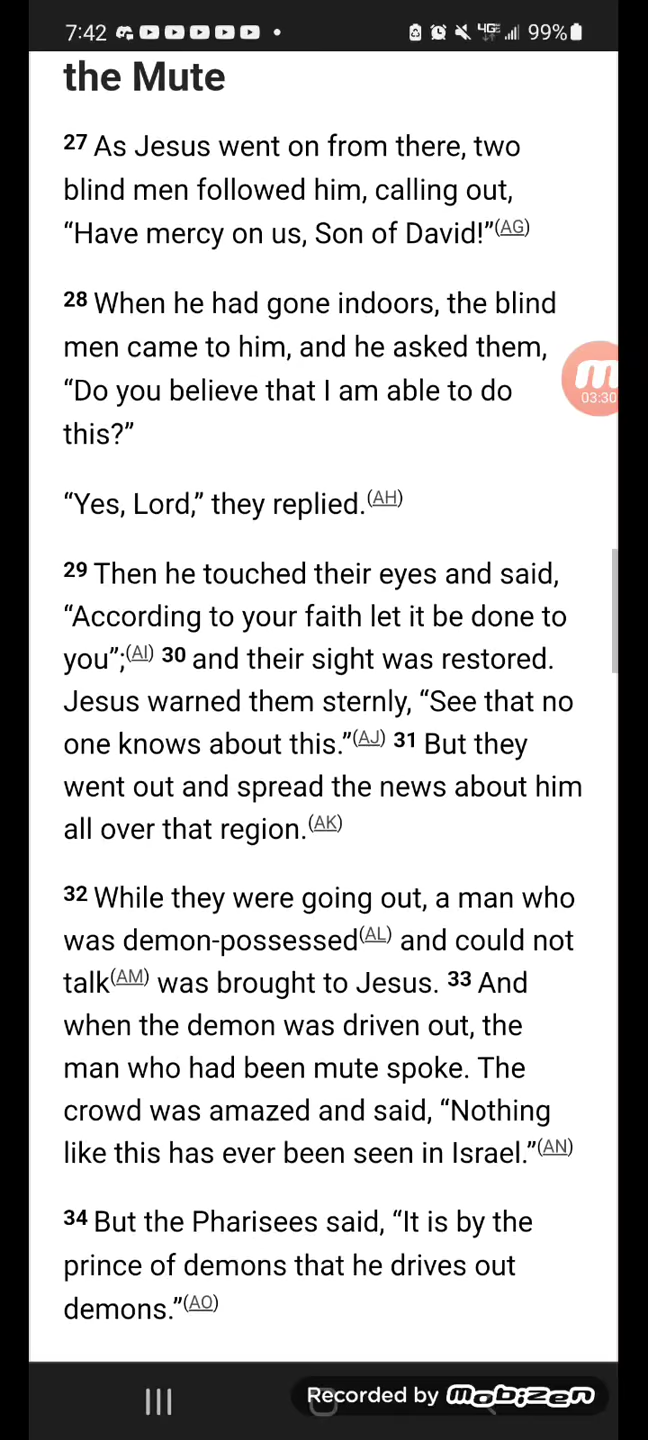 7:42 99%
the Mute
27 As Jesus went on from there, two
blind men followed him, calling out,
“Have mercy on us, Son of David!”(AG)
28 When he had gone indoors, the blind
men came to him, and he asked them,
“Do you believe that I am able to do
this?”
03:30
“Yes, Lord,” they replied.(AH)
29 Then he touched their eyes and said,
“According to your faith let it be done to
you”;(AI) 30 and their sight was restored.
Jesus warned them sternly, “See that no
one knows about this.”(AJ) 31 But they
went out and spread the news about him
all over that region.(AK)
32 While they were going out, a man who
was demon-possessed(AL) and could not
talk(AM) was brought to Jesus. 33 And
when the demon was driven out, the
man who had been mute spoke. The
crowd was amazed and said, “Nothing
like this has ever been seen in Israel.”(AN)
34 But the Pharisees said, “It is by the
prince of demons that he drives out
demons.”(AO)
Recorded by mobizen